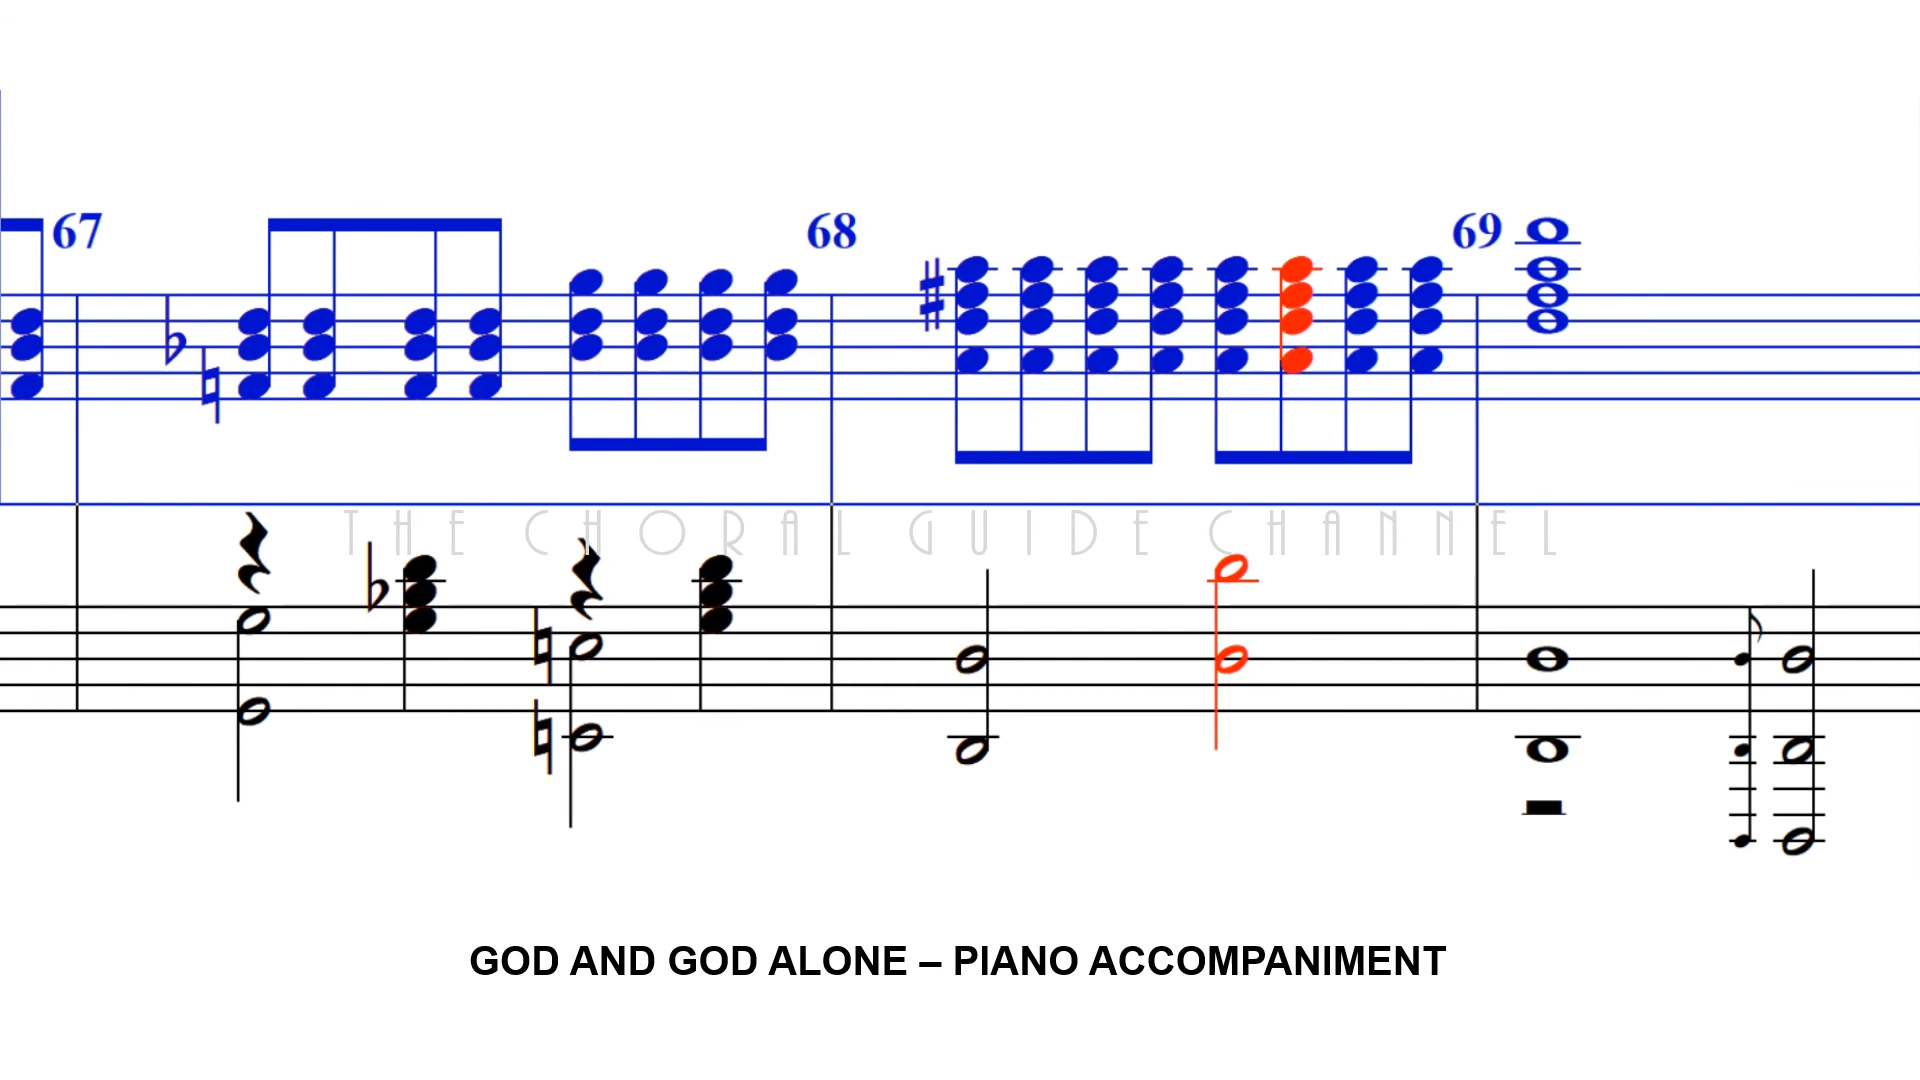 67 68 69
THE CHORAL GUIDE CHANNEL
GOD AND GOD ALONE – PIANO ACCOMPANIMENT